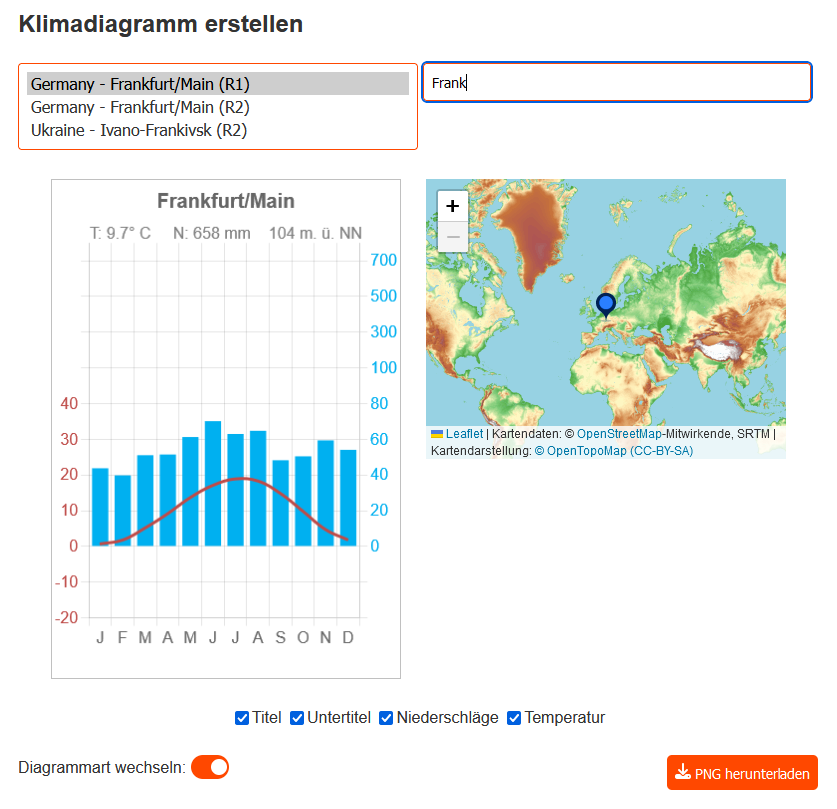 Klimadiagramm erstellen
Germany - Frankfurt/Main (R1)
Germany - Frankfurt/Main (R2)
Ukraine - Ivano-Frankivsk (R2)
Frank
Frankfurt/Main
T: 9.7° C N: 658 mm 104 m. ü. NN
700
500
300
100
40 80
30 60
20 40
10 20
0 0
-10
-20
J F M A M J J A S O N D
+
−
Leaflet | Kartendaten: © OpenStreetMap-Mitwirkende, SRTM |
Kartendarstellung: © OpenTopoMap (CC-BY-SA)
Titel Untertitel Niederschläge Temperatur
Diagrammart wechseln:
PNG herunterladen